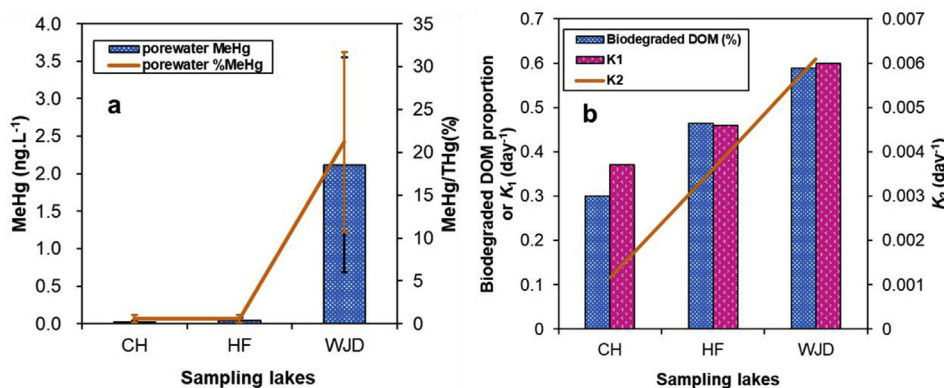 4.0
3.5
3.0
2.5
2.0
1.5
1.0
0.5
0.0
MeHg (ng.L-1)
porewater MeHg
porewater %MeHg
a
35
30
25
20
15
10
5
0
MeHg/THg(%)
CH HF WJD
Sampling lakes
0.7
0.6
0.5
0.4
0.3
0.2
0.1
0
Biodegraded DOM proportion
or K1 (day-1)
Biodegraded DOM (%)
K1
K2
b
0.007
0.006
0.005
0.004
0.003
0.002
0.001
0
K2 (day-1)
CH HF WJD
Sampling lakes